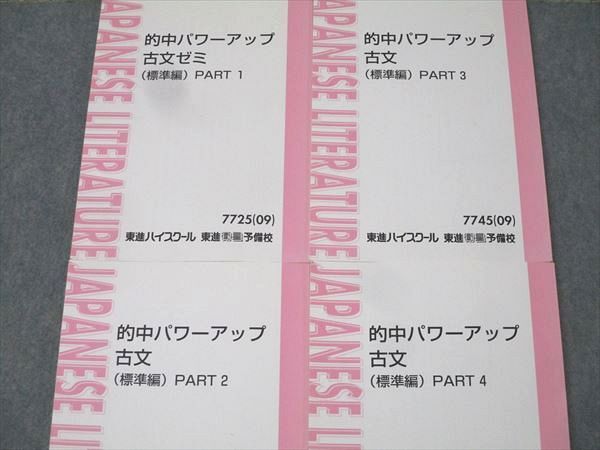 JAPANESE LITERATURE
的中パワーアップ
古文ゼミ
(標準編) PART 1
7725(09)
東進ハイスクール 東進衛星予備校
JAPANESE LITERATURE
的中パワーアップ
古文
(標準編) PART 3
7745(09)
東進ハイスクール 東進衛星予備校
JAPANESE LIT
的中パワーアップ
古文
(標準編) PART 2
JAPANESE LIT
的中パワーアップ
古文
(標準編) PART 4